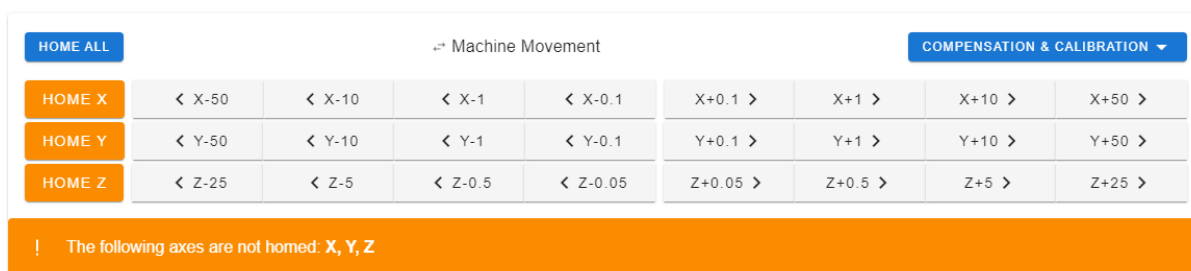 HOME ALL Machine Movement COMPENSATION & CALIBRATION
HOME X X-50 X-10 X-1 X-0.1 X+0.1 X+1 X+10 X+50
HOME Y Y-50 Y-10 Y-1 Y-0.1 Y+0.1 Y+1 Y+10 Y+50
HOME Z Z-25 Z-5 Z-0.5 Z-0.05 Z+0.05 Z+0.5 Z+5 Z+25
! The following axes are not homed: X, Y, Z